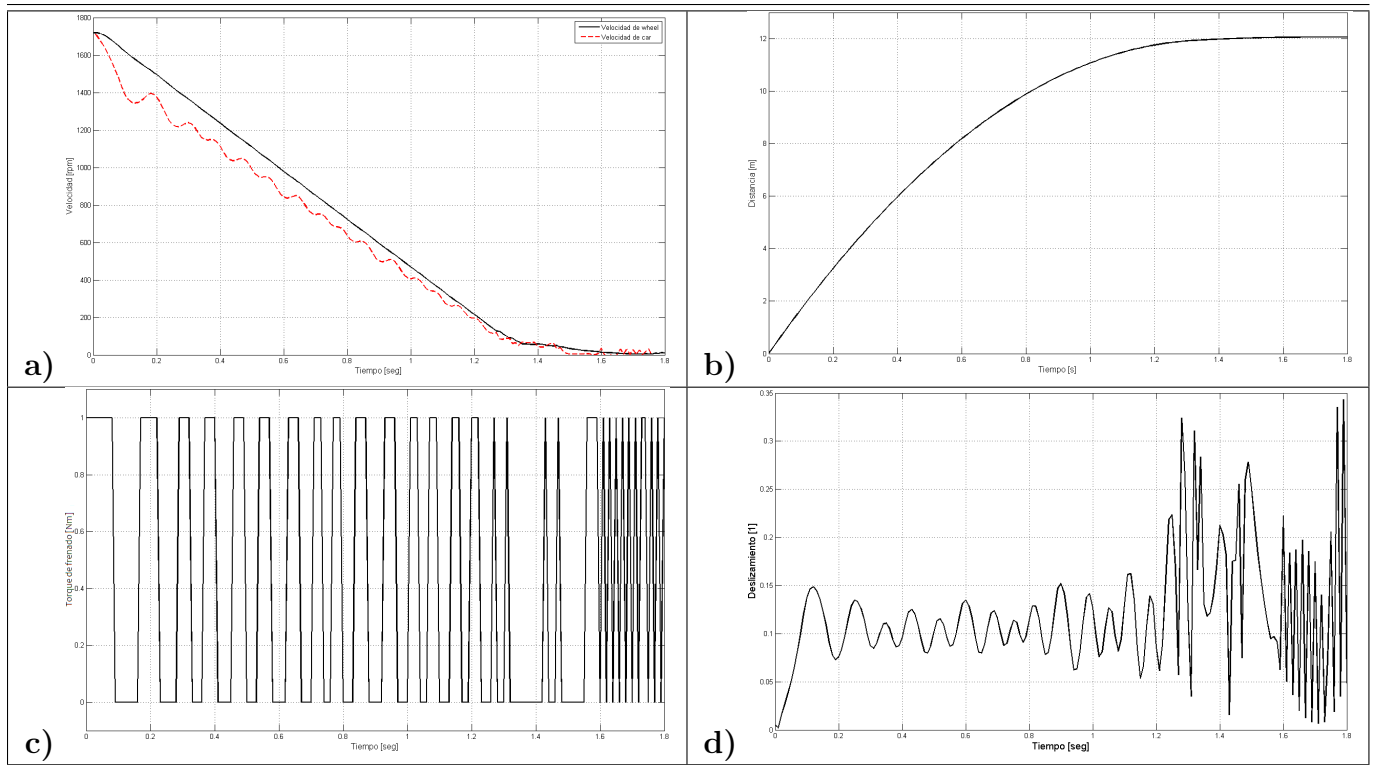 1800
1600
1400
1200
1000
800
600
400
200
0
Velocidad [rpm]
Velocidad de wheel
Velocidad de car
0 0.2 0.4 0.6 0.8 1 1.2 1.4 1.6 1.8
Tiempo [seg]
a)
12
10
8
6
4
2
0
Distancia [m]
0 0.2 0.4 0.6 0.8 1 1.2 1.4 1.6 1.8
Tiempo [s]
b)
1
0.8
0.6
0.4
0.2
0
Torque de frenado [Nm]
0 0.2 0.4 0.6 0.8 1 1.2 1.4 1.6 1.8
Tiempo [seg]
c)
0.35
0.3
0.25
0.2
0.15
0.1
0.05
0
Deslizamiento [1]
0 0.2 0.4 0.6 0.8 1 1.2 1.4 1.6 1.8
Tiempo [seg]
d)